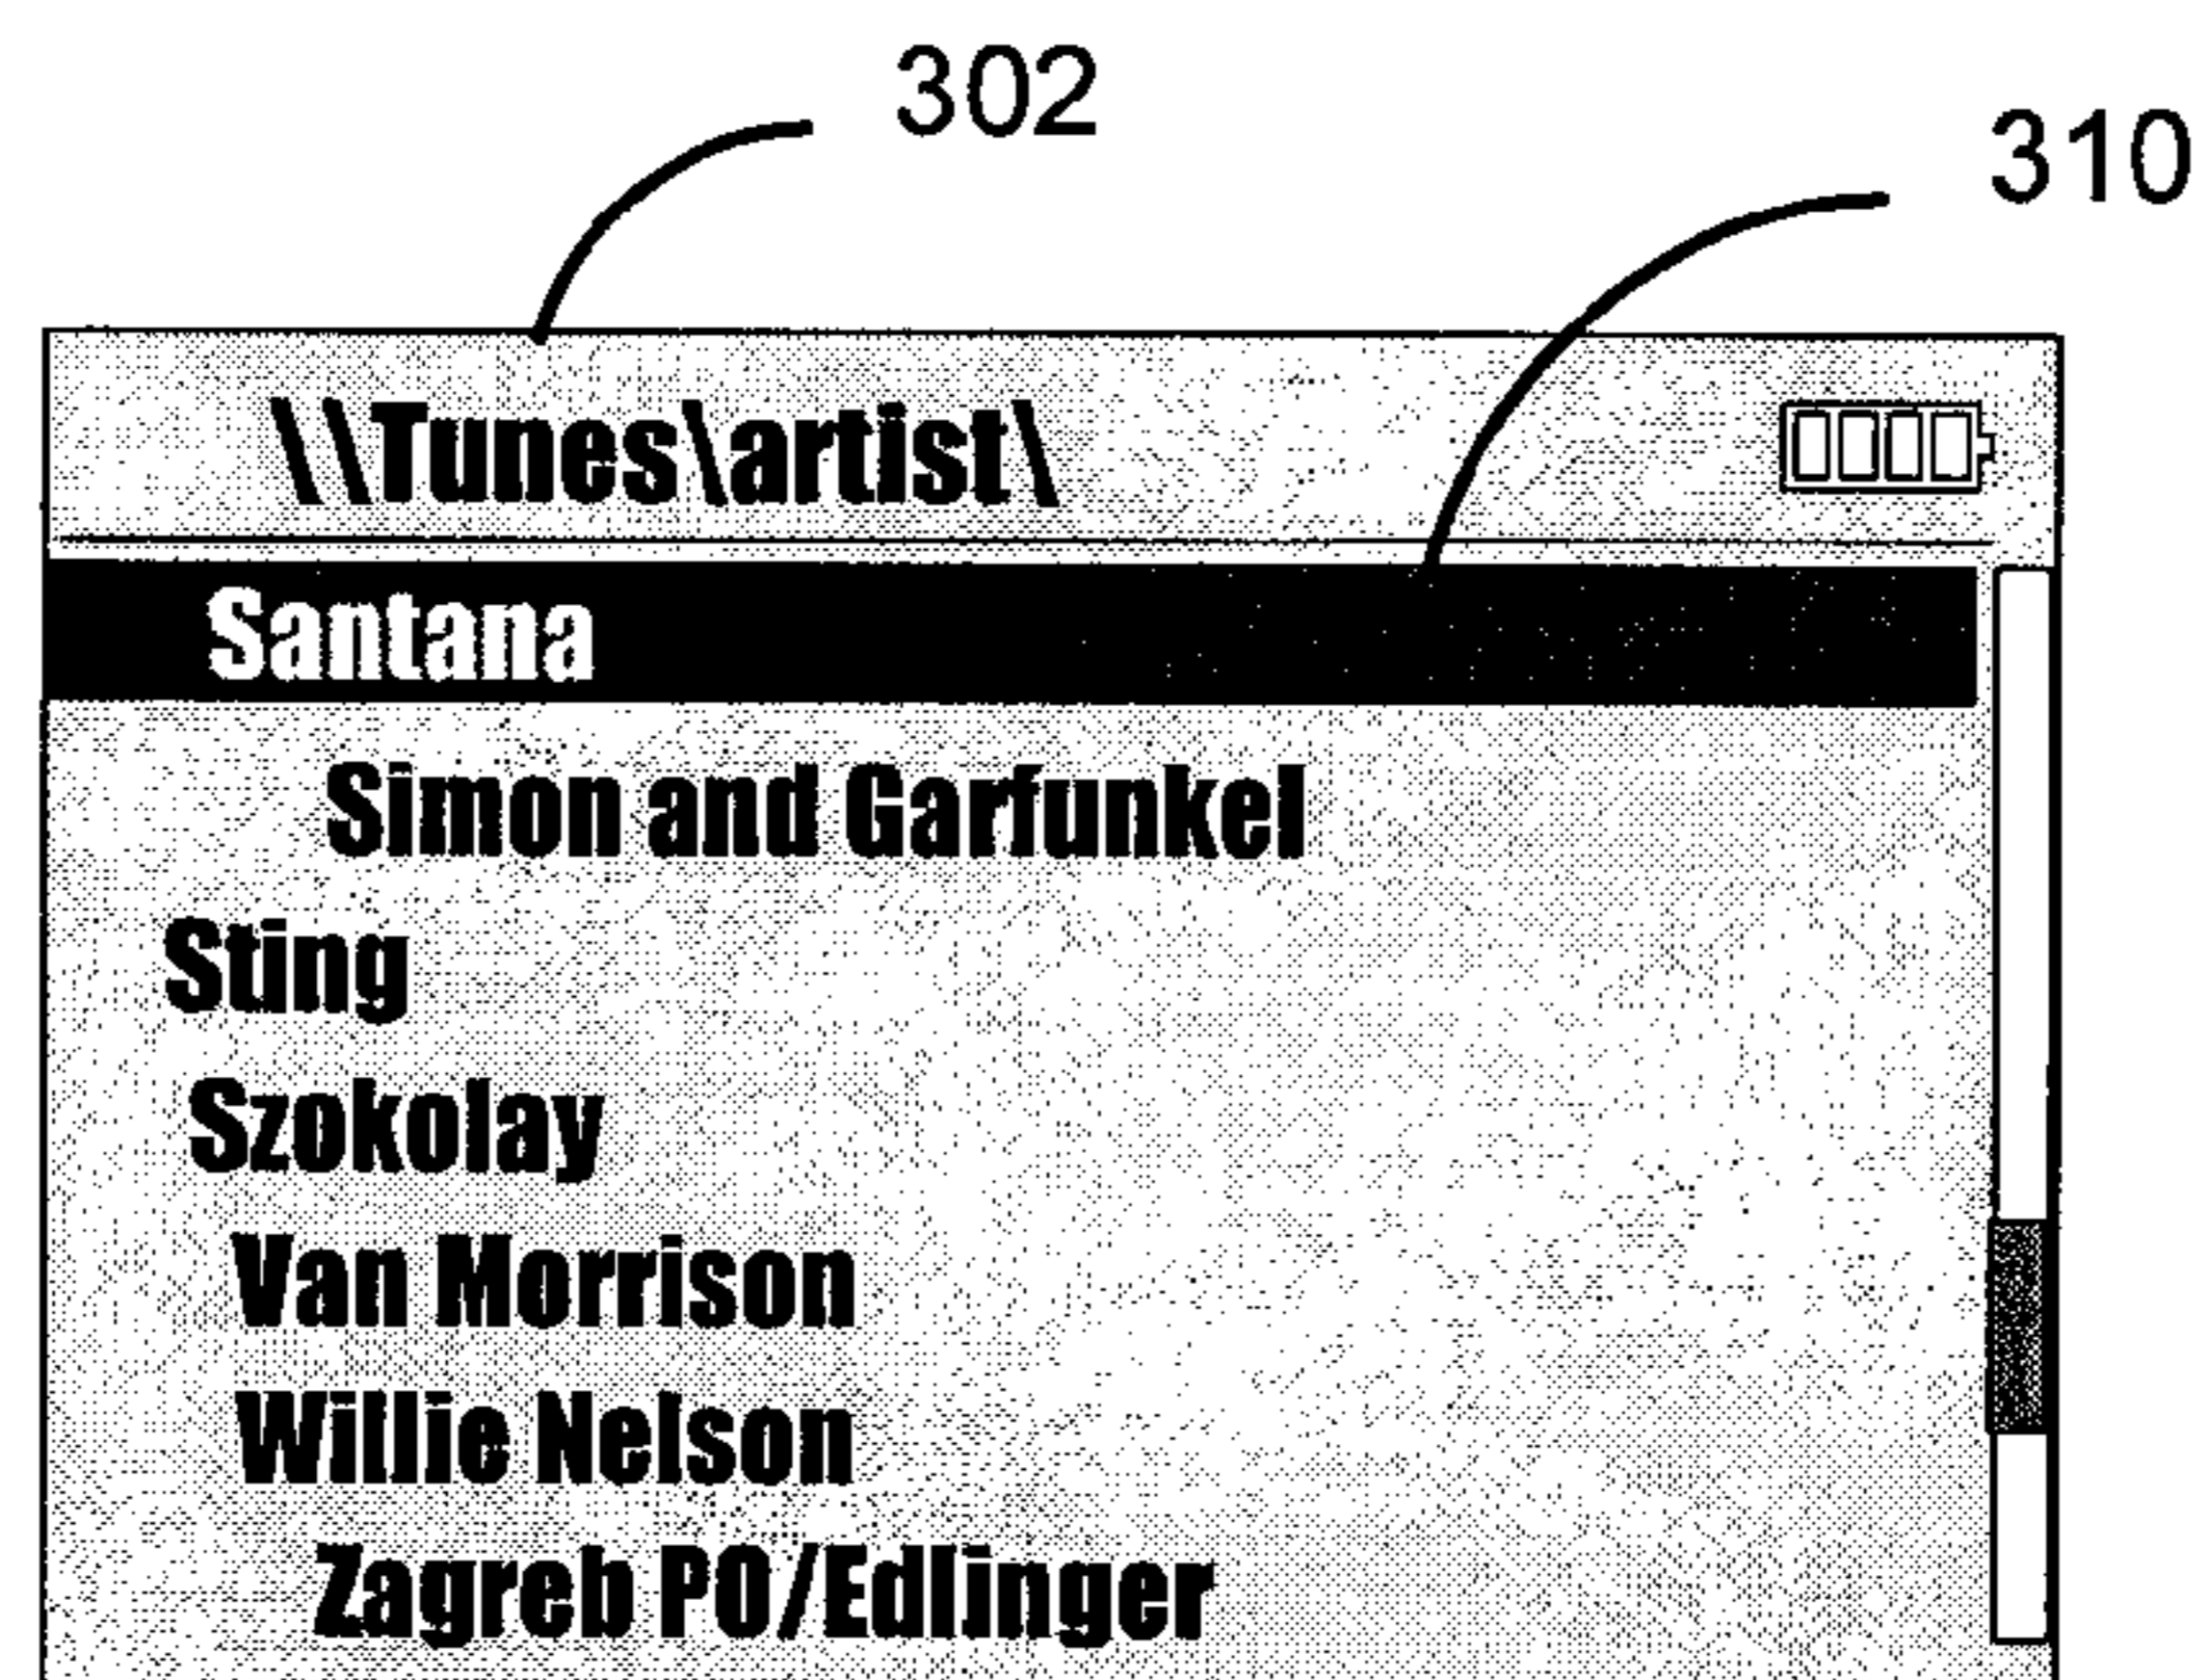 302
310
\\Tunes\artist\
Santana
Simon and Garfunkel
Sting
Szokolay
Van Morrison
Willie Nelson
Zagreb PO/Edlinger